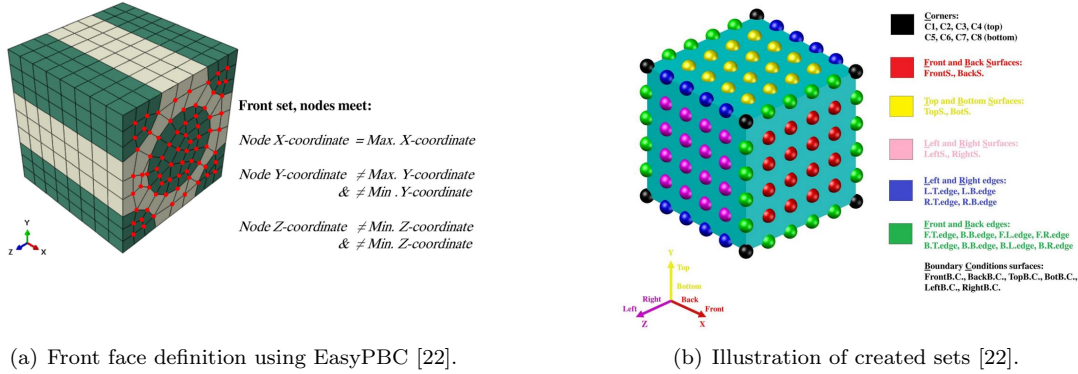 Front set, nodes meet:
Node X-coordinate = Max. X-coordinate
Node Y-coordinate ≠ Max. Y-coordinate
& ≠ Min . Y-coordinate
Node Z-coordinate ≠ Min. Z-coordinate
& ≠ Min. Z-coordinate
Y
Z
X
(a) Front face definition using EasyPBC [22].
Corners:
C1, C2, C3, C4 (top)
C5, C6, C7, C8 (bottom)
Front and Back Surfaces:
FrontS., BackS.
Top and Bottom Surfaces:
TopS., BotS.
Left and Right Surfaces:
LeftS., RightS.
Left and Right edges:
L.T.edge, L.B.edge
R.T.edge, R.B.edge
Front and Back edges:
F.T.edge, B.B.edge, F.L.edge, F.R.edge
B.T.edge, B.B.edge, B.L.edge, B.R.edge
Boundary Conditions surfaces:
FrontB.C., BackB.C., TopB.C., BotB.C.,
LeftB.C., RightB.C.
Y
Top
Bottom
Right Back
Left Front
Z X
(b) Illustration of created sets [22].